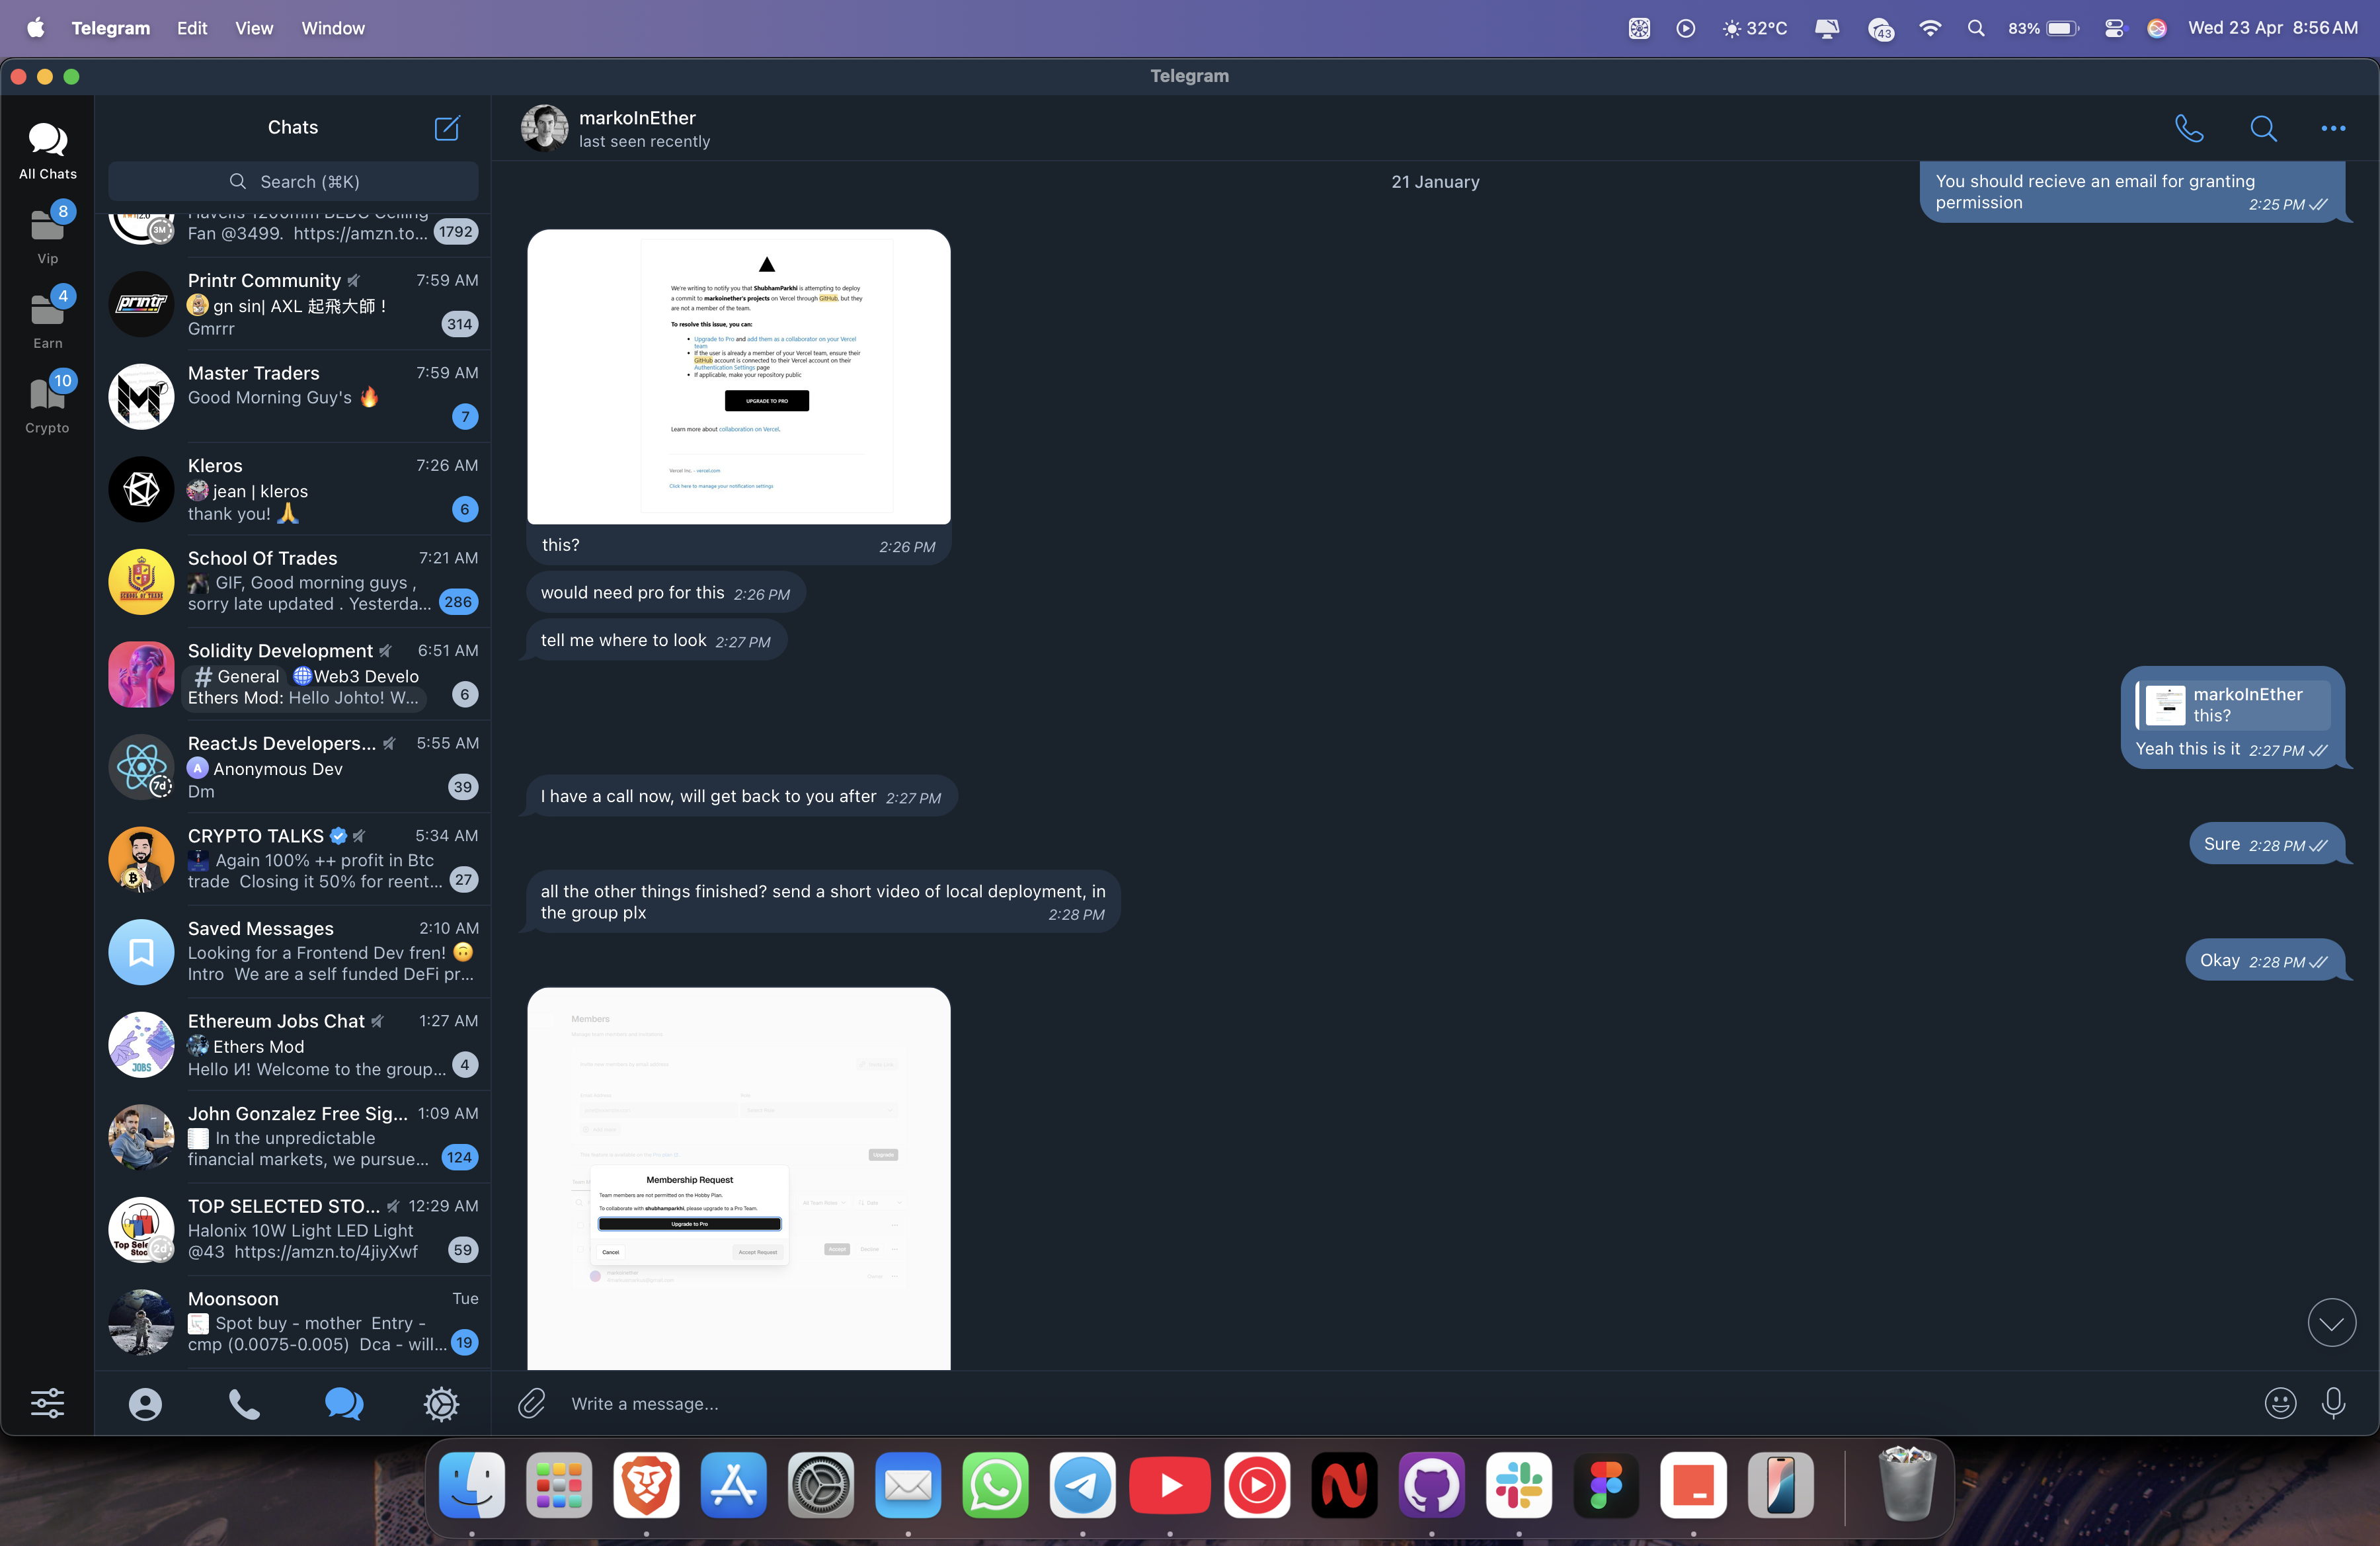 Telegram Edit View Window
43
32°C
83%
Wed 23 Apr 8:56 AM
Telegram
All Chats
8
Vip
4
Earn
10
Crypto
Chats
Search (⌘K)
Fan @3499. https://amzn.to...
3M
1792
Printr Community 7:59 AM
gn sin| AXL 起飛大師！
Gmrrr
314
Master Traders 7:59 AM
Good Morning Guy's 🔥
7
Kleros 7:26 AM
jean | kleros
thank you! 🙏
6
School Of Trades 7:21 AM
GIF, Good morning guys ,
sorry late updated . Yesterda...
286
Solidity Development 6:51 AM
# General 🌐Web3 Develo
Ethers Mod: Hello Johto! W...
6
ReactJs Developers... 5:55 AM
A Anonymous Dev
Dm
7d
39
CRYPTO TALKS 5:34 AM
Again 100% ++ profit in Btc
trade Closing it 50% for reent...
27
Saved Messages 2:10 AM
Looking for a Frontend Dev fren! 🙃
Intro We are a self funded DeFi pr...
Ethereum Jobs Chat 1:27 AM
Ethers Mod
Hello И! Welcome to the group...
JOBS
4
John Gonzalez Free Sig... 1:09 AM
In the unpredictable
financial markets, we pursue...
124
TOP SELECTED STO... 12:29 AM
Halonix 10W Light LED Light
@43 https://amzn.to/4jiyXwf
2d
59
Moonsoon Tue
Spot buy - mother Entry -
cmp (0.0075-0.005) Dca - will...
19
markoInEther
last seen recently
21 January
You should recieve an email for granting
permission
2:25 PM
We're writing to notify you that ShubhamParkhi is attempting to deploy
a commit to markoinether's projects on Vercel through GitHub, but they
are not a member of the team.
To resolve this issue, you can:
• Upgrade to Pro and add them as a collaborator on your Vercel
team
• If the user is already a member of your Vercel team, ensure their
GitHub account is connected to their Vercel account on their
Authentication Settings page
• If applicable, make your repository public
UPGRADE TO PRO
Learn more about collaboration on Vercel.
Vercel Inc. - vercel.com
Click here to manage your notification settings
this? 2:26 PM
would need pro for this 2:26 PM
tell me where to look 2:27 PM
markoInEther
this?
Yeah this is it 2:27 PM
I have a call now, will get back to you after 2:27 PM
Sure 2:28 PM
all the other things finished? send a short video of local deployment, in
the group plx
2:28 PM
Okay 2:28 PM
Members
Upgrade
Membership Request
Team members are not permitted on the Hobby Plan.
To collaborate with shubhamparkhi, please upgrade to a Pro Team.
Upgrade to Pro
Cancel
Accept Request
Accept
Decline
Write a message...